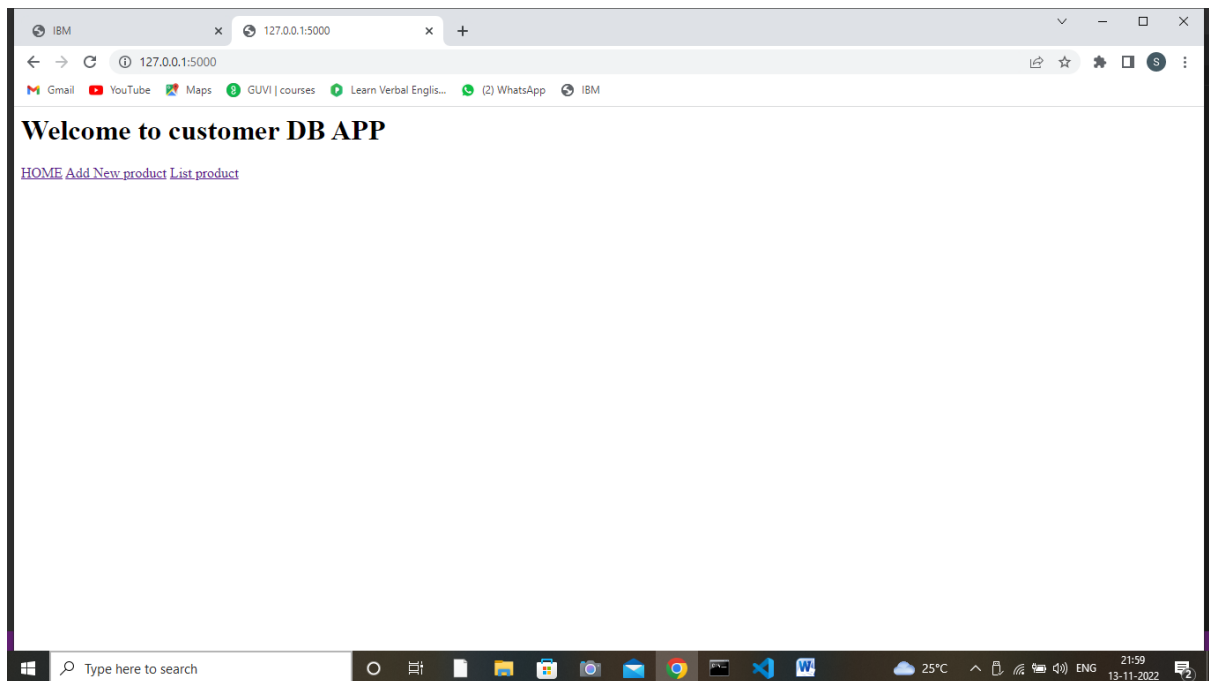 IBM 127.0.0.1:5000
127.0.0.1:5000 S
Gmail YouTube Maps GUVI | courses Learn Verbal Englis... (2) WhatsApp IBM
Welcome to customer DB APP
HOME Add New product List product
Type here to search 25°C ENG 21:59
13-11-2022 2